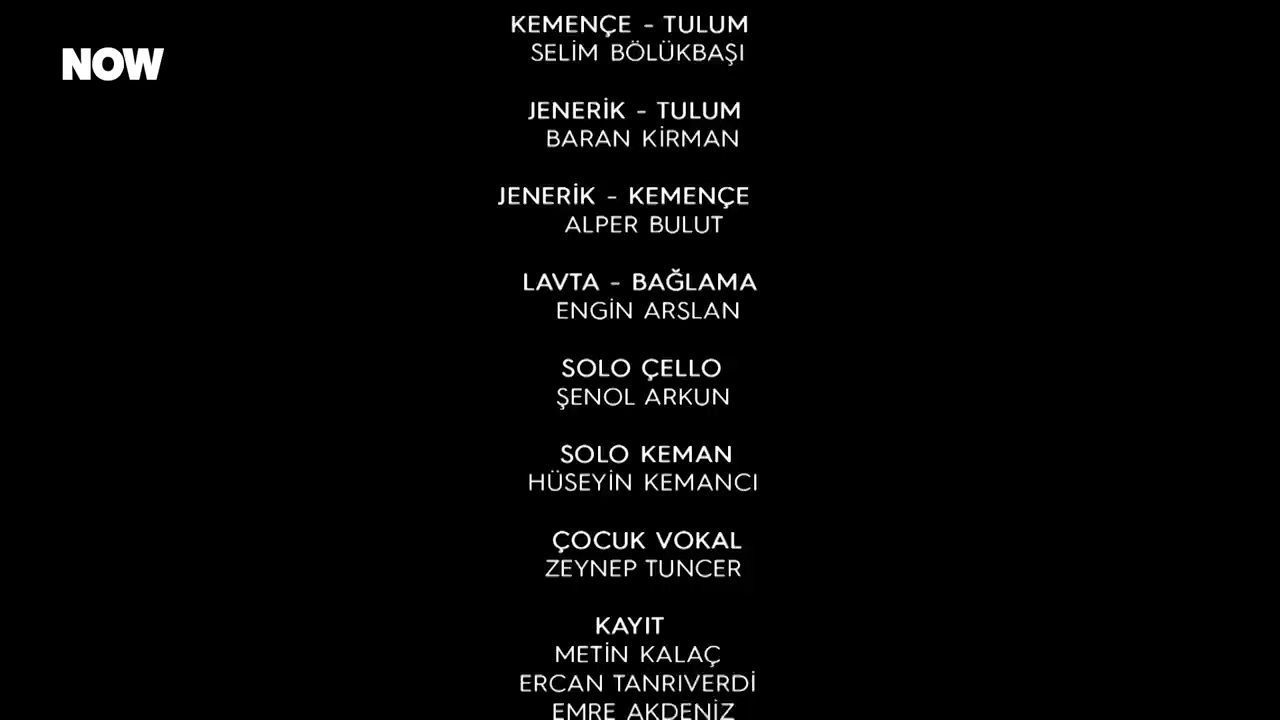 KEMENÇE - TULUM
SELİM BÖLÜKBAŞI
NOW
JENERİK - TULUM
BARAN KİRMAN
JENERİK - KEMENÇE
ALPER BULUT
LAVTA - BAĞLAMA
ENGİN ARSLAN
SOLO ÇELLO
ŞENOL ARKUN
SOLO KEMAN
HÜSEYİN KEMANCI
ÇOCUK VOKAL
ZEYNEP TUNCER
KAYIT
METİN KALAÇ
ERCAN TANRIVERDİ
EMRE AKDENİZ